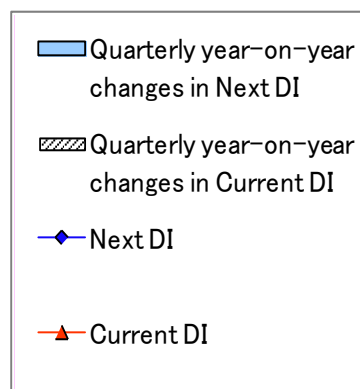 Quarterly year-on-year
changes in Next DI
Quarterly year-on-year
changes in Current DI
Next DI
Current DI